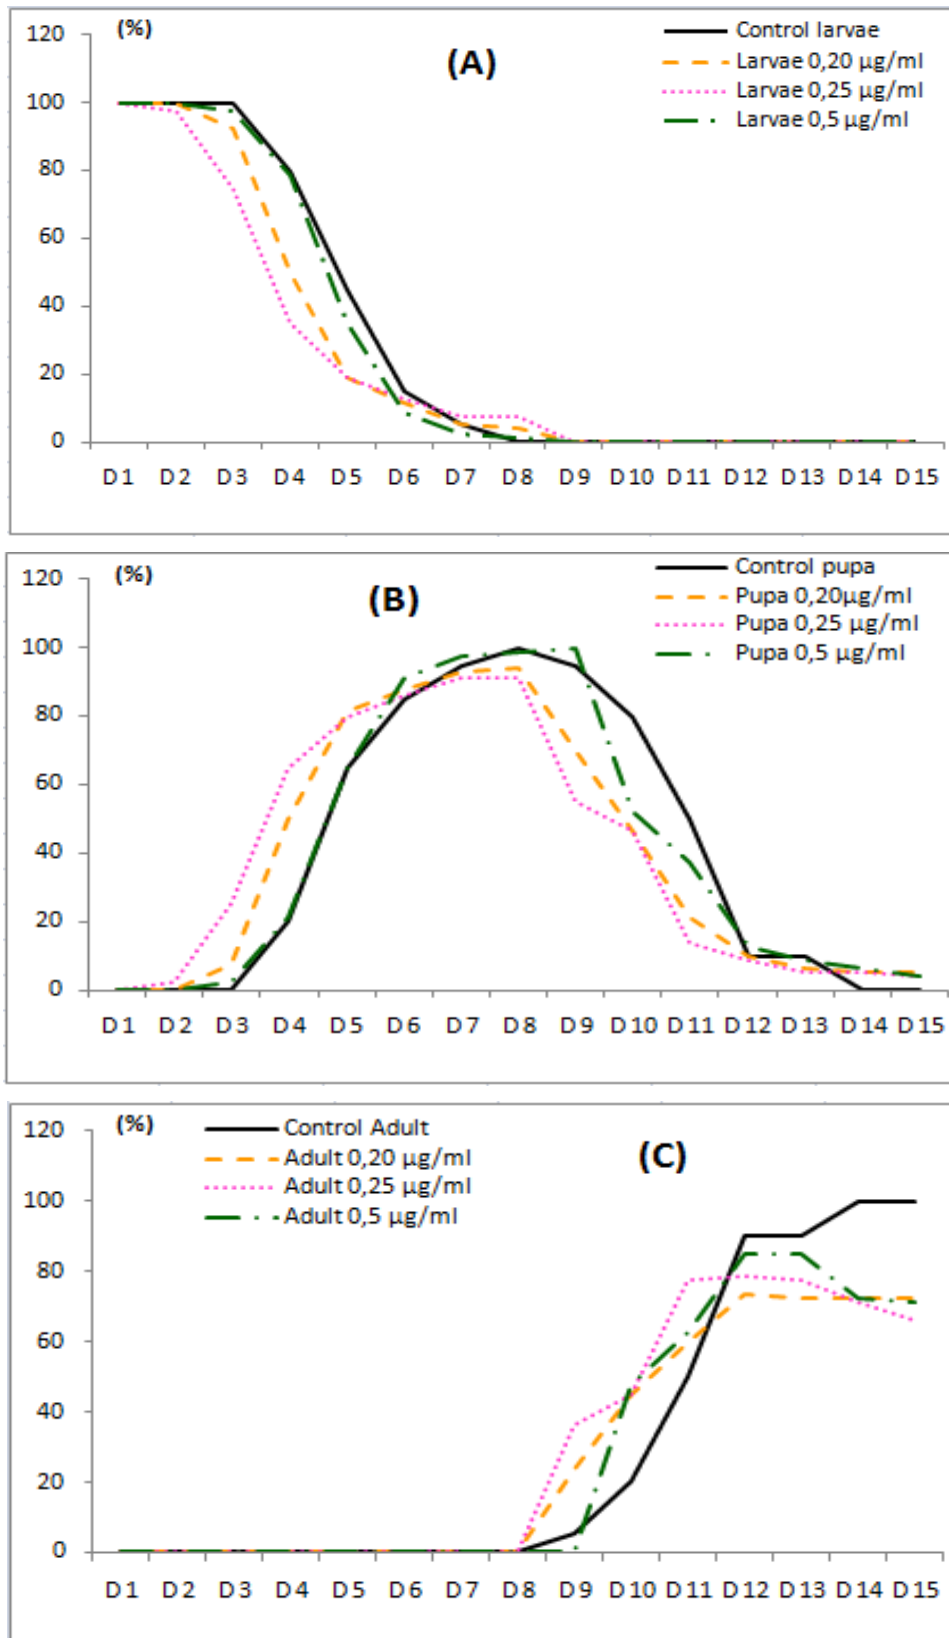 120 (%)
(A)
Control larvae
Larvae 0,20 µg/ml
Larvae 0,25 µg/ml
Larvae 0,5 µg/ml
100
80
60
40
20
0
D1 D2 D3 D4 D5 D6 D7 D8 D9 D10 D11 D12 D13 D14 D15
120 (%)
(B)
Control pupa
Pupa 0,20µg/ml
Pupa 0,25 µg/ml
Pupa 0,5 µg/ml
100
80
60
40
20
0
D1 D2 D3 D4 D5 D6 D7 D8 D9 D10 D11 D12 D13 D14 D15
120 (%)
Control Adult
Adult 0,20 µg/ml
Adult 0,25 µg/ml
Adult 0,5 µg/ml
(C)
100
80
60
40
20
0
D1 D2 D3 D4 D5 D6 D7 D8 D9 D10 D11 D12 D13 D14 D15